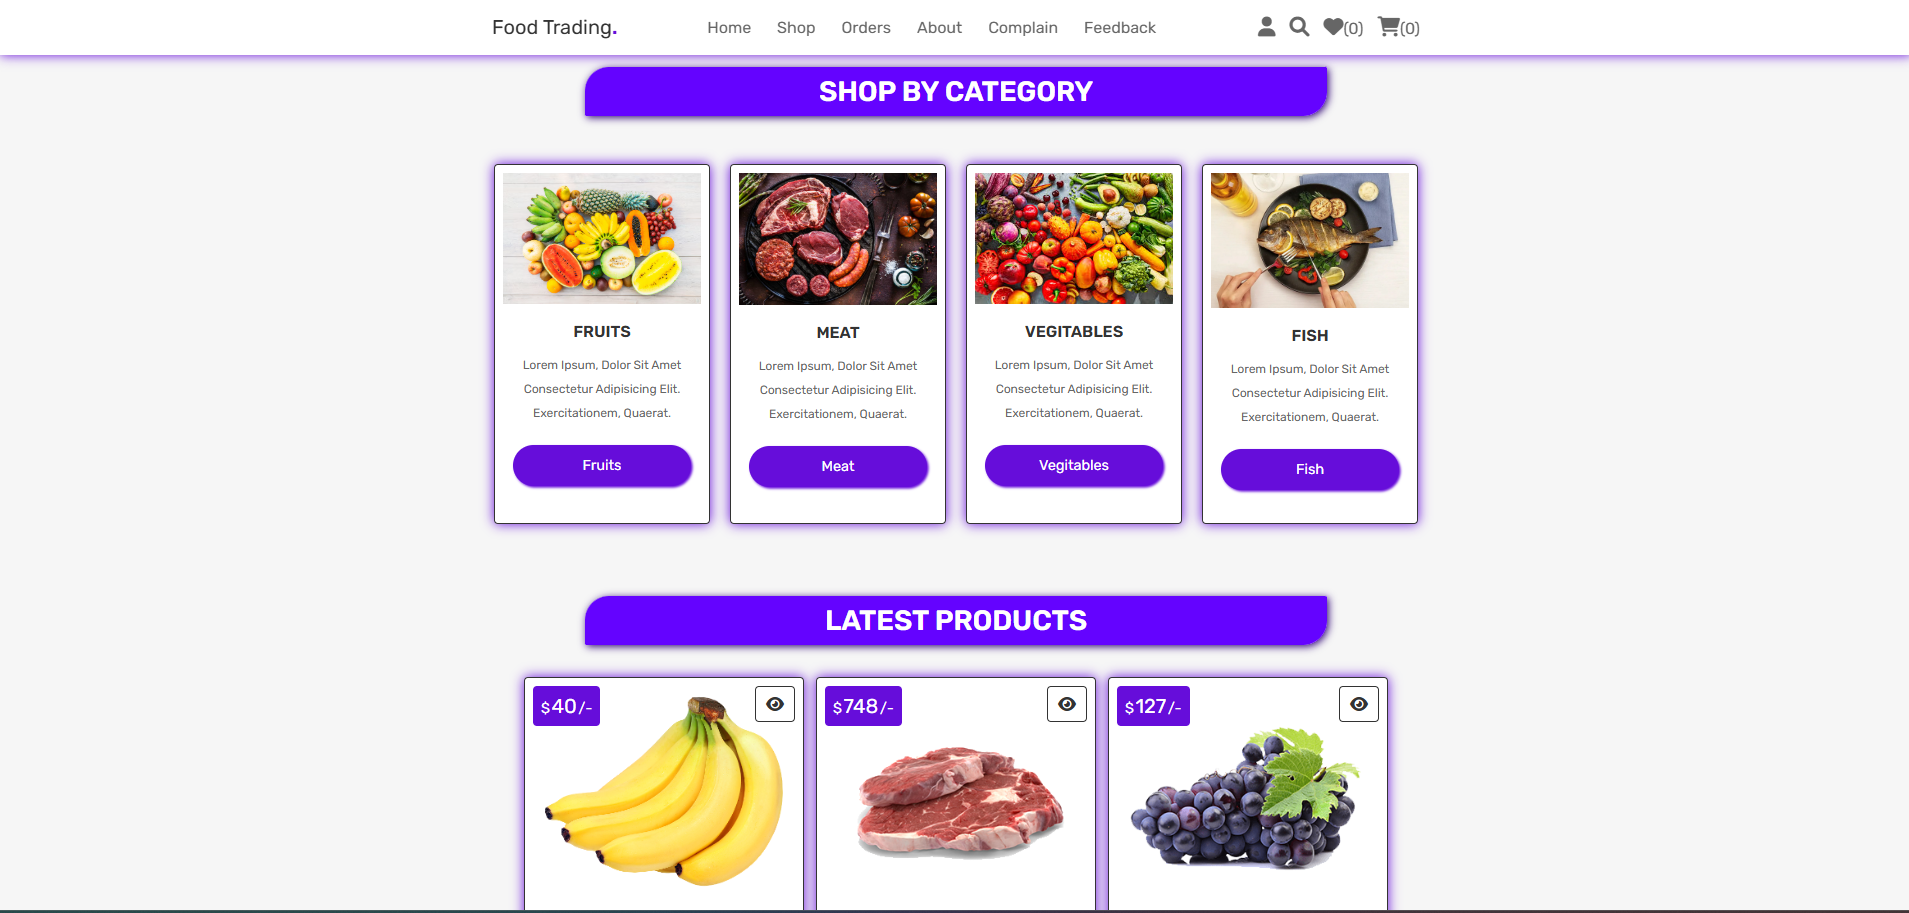 Food Trading.
Home Shop Orders About Complain Feedback
(0) (0)
SHOP BY CATEGORY
FRUITS
Lorem Ipsum, Dolor Sit Amet
Consectetur Adipisicing Elit.
Exercitationem, Quaerat.
Fruits
MEAT
Lorem Ipsum, Dolor Sit Amet
Consectetur Adipisicing Elit.
Exercitationem, Quaerat.
Meat
VEGITABLES
Lorem Ipsum, Dolor Sit Amet
Consectetur Adipisicing Elit.
Exercitationem, Quaerat.
Vegitables
FISH
Lorem Ipsum, Dolor Sit Amet
Consectetur Adipisicing Elit.
Exercitationem, Quaerat.
Fish
LATEST PRODUCTS
$40/-
$748/-
$127/-